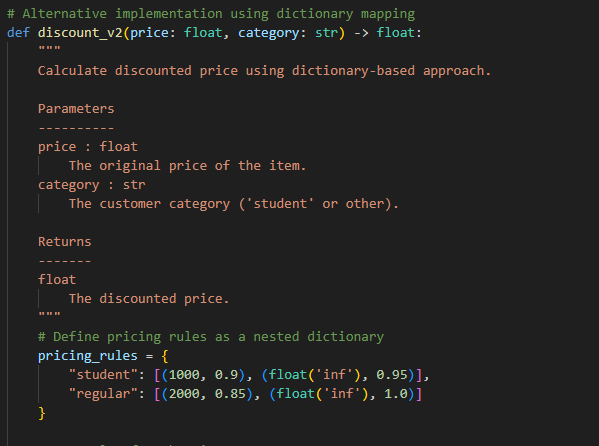 # Alternative implementation using dictionary mapping
def discount_v2(price: float, category: str) -> float:
    """
    Calculate discounted price using dictionary-based approach.

    Parameters
    ----------
    price : float
        The original price of the item.
    category : str
        The customer category ('student' or other).

    Returns
    -------
    float
        The discounted price.
    """
    # Define pricing rules as a nested dictionary
    pricing_rules = {
        "student": [(1000, 0.9), (float('inf'), 0.95)],
        "regular": [(2000, 0.85), (float('inf'), 1.0)]
    }